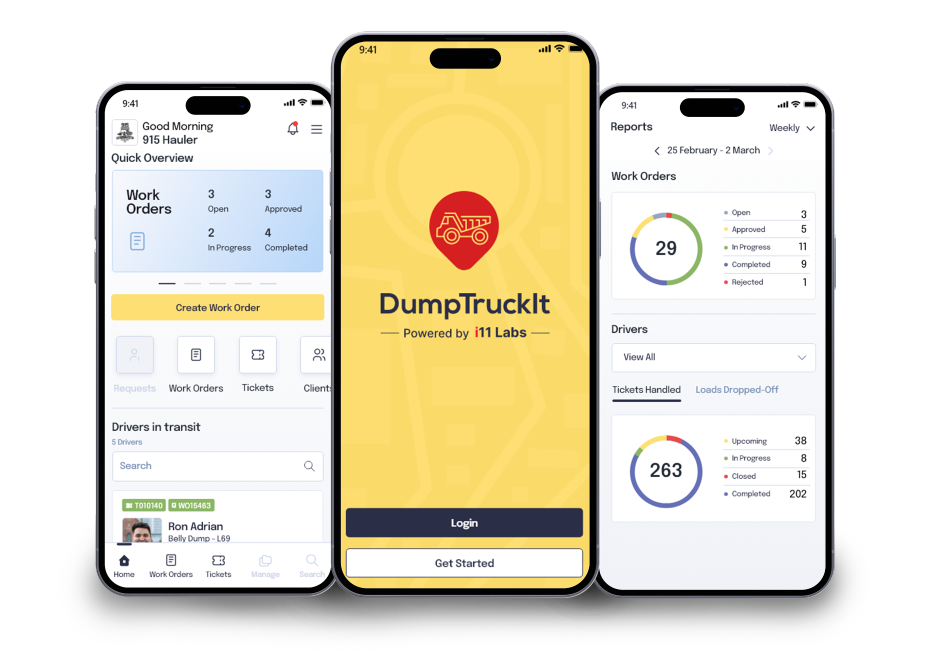 9:41
Good Morning
915 Hauler
Quick Overview
Work
Orders
3
Open
3
Approved
2
In Progress
4
Completed
Create Work Order
Requests
Work Orders
Tickets
Client
Drivers in transit
5 Drivers
Search
T010140
WO15463
Ron Adrian
Belly Dump - L69
Home
Work Orders
Tickets
Manage
Search
9:41
DumpTruckIt
Powered by i11 Labs
Login
Get Started
9:41
Reports
Weekly
25 February - 2 March
Work Orders
29
Open 3
Approved 5
In Progress 11
Completed 9
Rejected 1
Drivers
View All
Tickets Handled
Loads Dropped-Off
263
Upcoming 38
In Progress 8
Closed 15
Completed 202